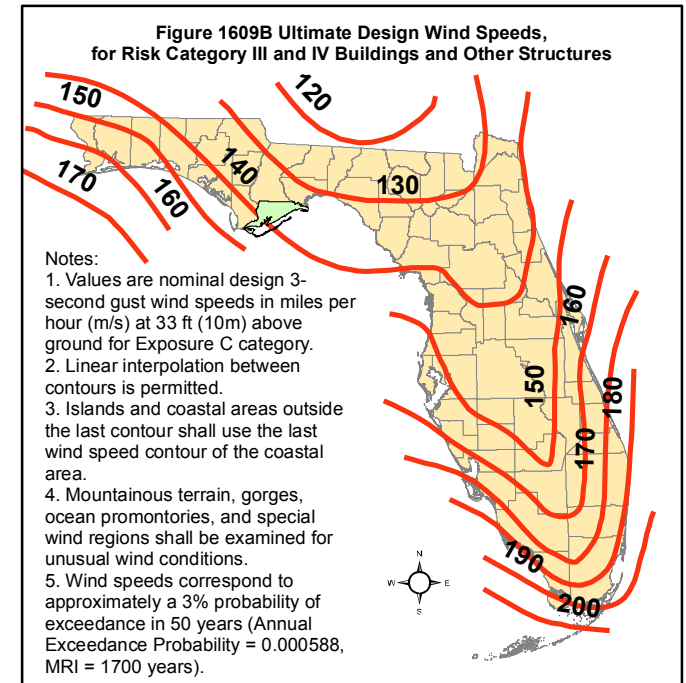 Figure 1609B Ultimate Design Wind Speeds,
for Risk Category III and IV Buildings and Other Structures
120
150
140
130
170
160
Notes:
1. Values are nominal design 3-
second gust wind speeds in miles per
hour (m/s) at 33 ft (10m) above
ground for Exposure C category.
2. Linear interpolation between
contours is permitted.
3. Islands and coastal areas outside
the last contour shall use the last
wind speed contour of the coastal
area.
4. Mountainous terrain, gorges,
ocean promontories, and special
wind regions shall be examined for
unusual wind conditions.
5. Wind speeds correspond to
approximately a 3% probability of
exceedance in 50 years (Annual
Exceedance Probability = 0.000588,
MRI = 1700 years).
160
150
180
170
190
200
N
W E
S